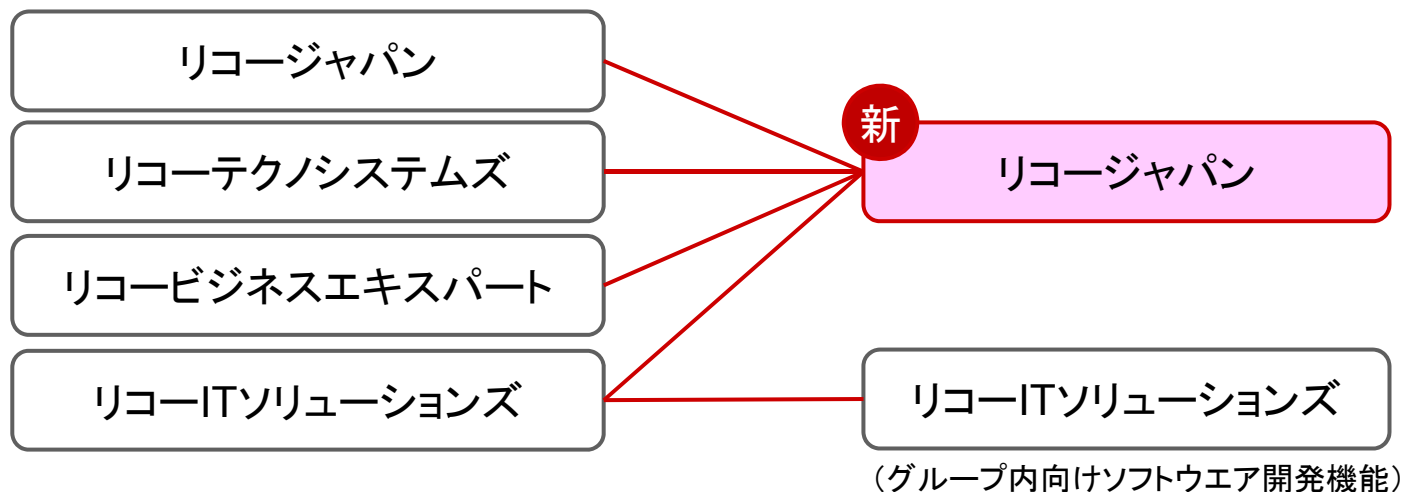 リコージャパン
リコーテクノシステムズ
リコービジネスエキスパート
リコーITソリューションズ
新
リコージャパン
リコーITソリューションズ
（グループ内向けソフトウエア開発機能）